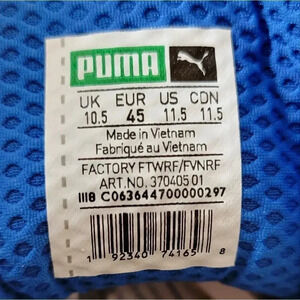 PUMA
UK EUR US CDN
10.5 45 11.5 11.5
Made in Vietnam
Fabriqué au Vietnam
FACTORY FTWRF/FVNRF
ART.NO. 370405 01
III8 C063644700000297
1 92340 74165 8